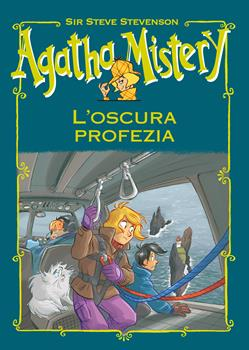 Sir Steve Stevenson
Agatha Mistery
L'OSCURA
PROFEZIA